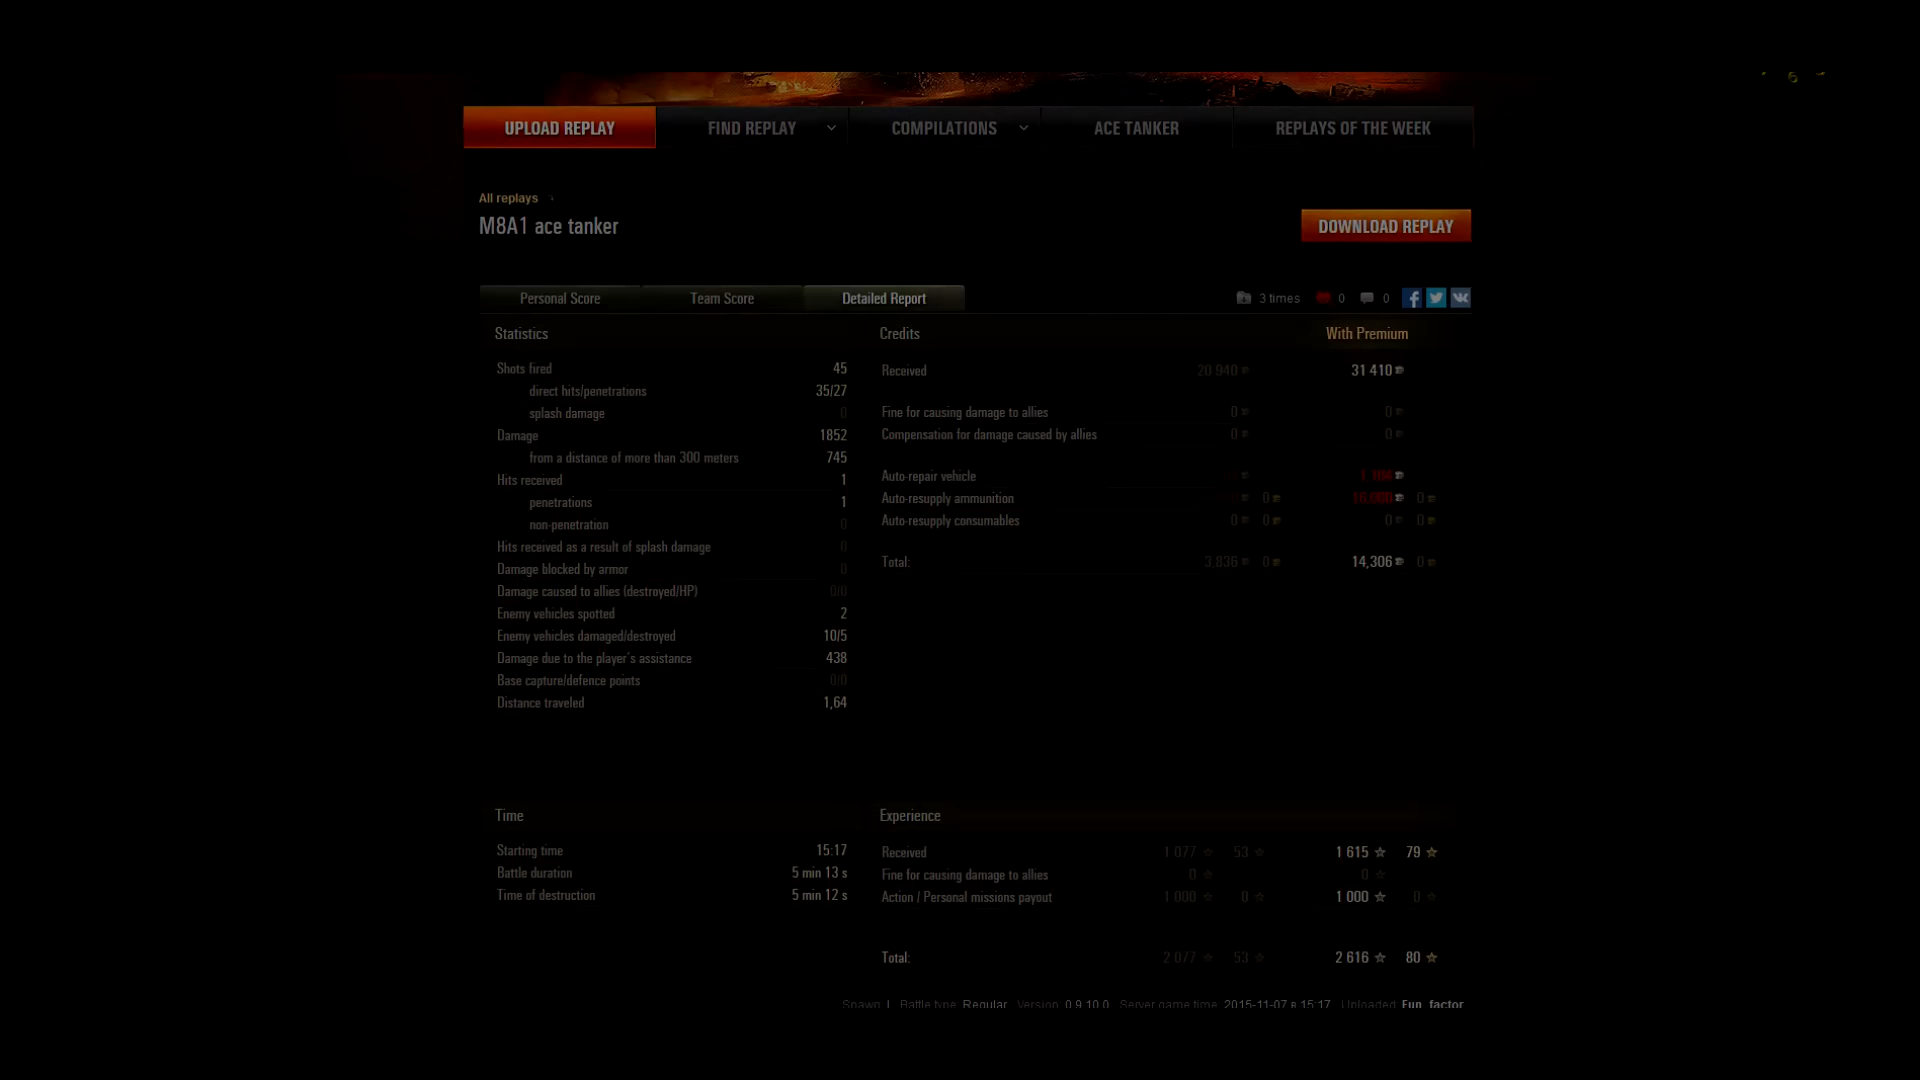 UPLOAD REPLAY FIND REPLAY COMPILATIONS ACE TANKER REPLAYS OF THE WEEK
All replays
M8A1 ace tanker
DOWNLOAD REPLAY
Personal Score Team Score Detailed Report 3 times 0 0
Statistics
Shots fired 45
direct hits/penetrations 35/27
splash damage 0
Damage 1852
from a distance of more than 300 meters 745
Hits received 1
penetrations 1
non-penetration 0
Hits received as a result of splash damage 0
Damage blocked by armor 0
Damage caused to allies (destroyed/HP) 0/0
Enemy vehicles spotted 2
Enemy vehicles damaged/destroyed 10/5
Damage due to the player's assistance 438
Base capture/defence points 0/0
Distance traveled 1,64
Credits With Premium
Received 20 940 31 410
Fine for causing damage to allies 0 0
Compensation for damage caused by allies 0 0
Auto-repair vehicle
Auto-resupply ammunition 0 16,000 0
Auto-resupply consumables 0 0 0 0
Total: 3,836 0 14,306 0
Time
Starting time 15:17
Battle duration 5 min 13 s
Time of destruction 5 min 12 s
Experience
Received 1 077 53 1 615 79
Fine for causing damage to allies 0 0
Action / Personal missions payout 1 000 0 1 000 0
Total: 2 077 53 2 616 80
Spawn: I Battle type: Regular Version: 0.9.10.0 Server game time: 2015-11-07 в 15:17 Uploaded: Fun_factor